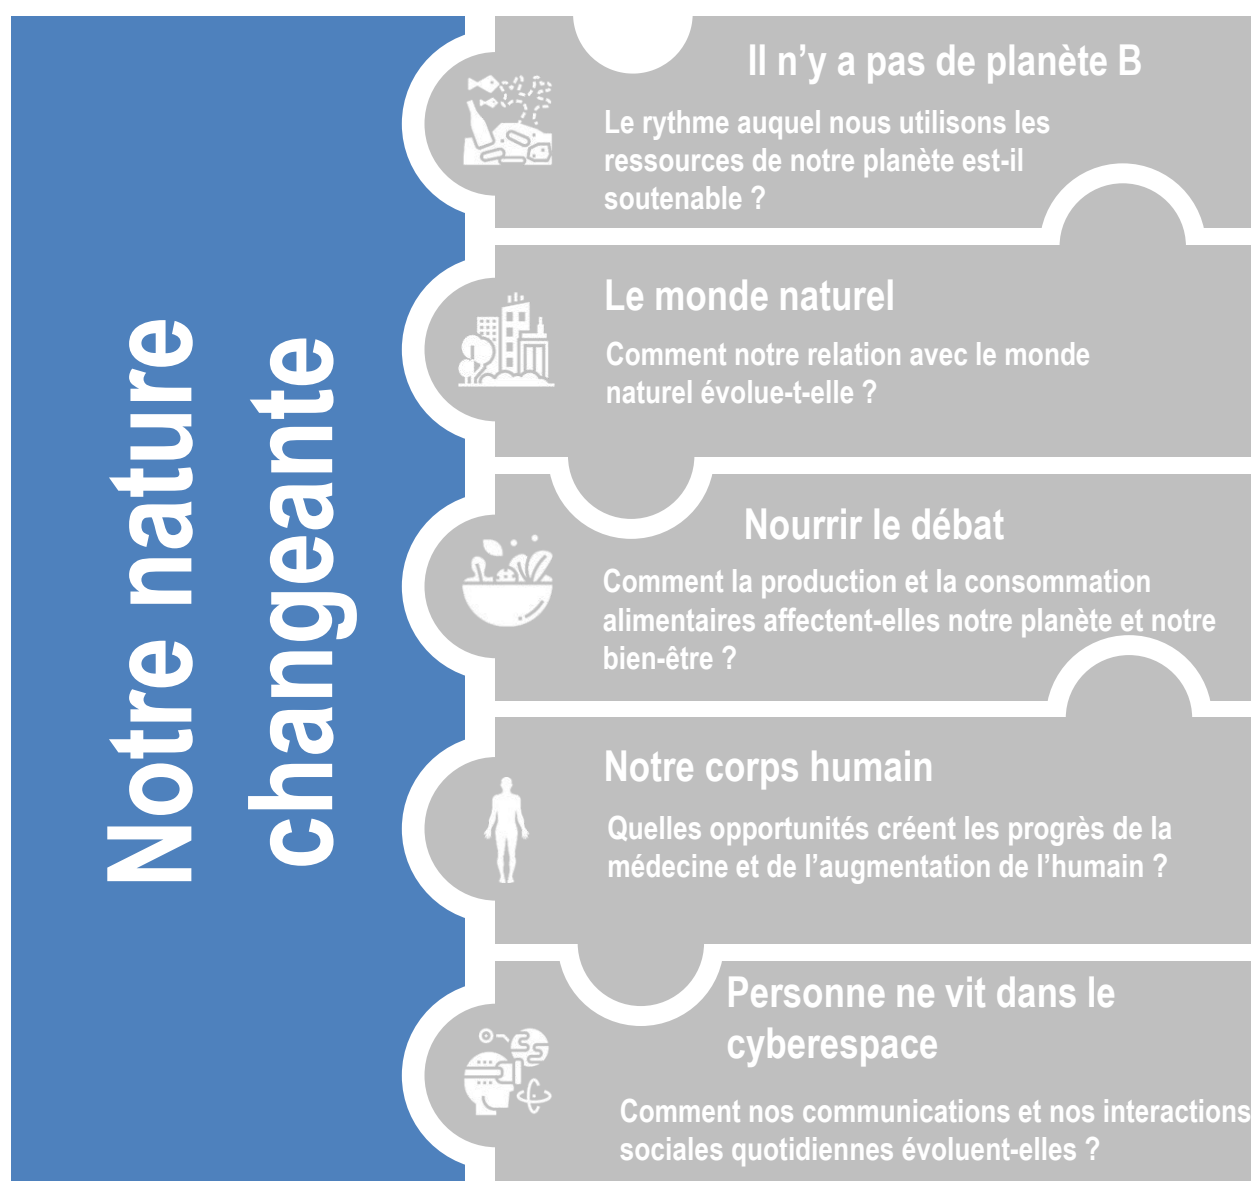 Notre nature
changeante
Il n’y a pas de planète B
Le rythme auquel nous utilisons les
ressources de notre planète est-il
soutenable ?
Le monde naturel
Comment notre relation avec le monde
naturel évolue-t-elle ?
Nourrir le débat
Comment la production et la consommation
alimentaires affectent-elles notre planète et notre
bien-être ?
Notre corps humain
Quelles opportunités créent les progrès de la
médecine et de l’augmentation de l’humain ?
Personne ne vit dans le
cyberespace
Comment nos communications et nos interactions
sociales quotidiennes évoluent-elles ?